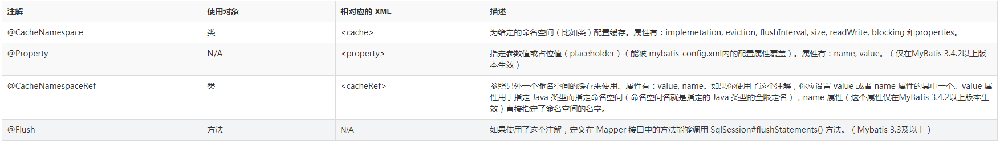 注解 使用对象 相对应的 XML 描述
@CacheNamespace 类 <cache> 为给定的命名空间（比如类）配置缓存。属性有：implemetation, eviction, flushInterval, size, readWrite, blocking 和properties。
@Property N/A <property> 指定参数值或占位值（placeholder）（能被 mybatis-config.xml内的配置属性覆盖）。属性有：name, value。（仅在MyBatis 3.4.2以上版
本生效）
@CacheNamespaceRef 类 <cacheRef> 参照另外一个命名空间的缓存来使用。属性有：value, name。如果你使用了这个注解，你应设置 value 或者 name 属性的其中一个。value 属
性用于指定 Java 类型而指定命名空间（命名空间名就是指定的 Java 类型的全限定名），name 属性（这个属性仅在MyBatis 3.4.2以上版本生
效）直接指定了命名空间的名字。
@Flush 方法 N/A 如果使用了这个注解，定义在 Mapper 接口中的方法能够调用 SqlSession#flushStatements() 方法。（Mybatis 3.3及以上）